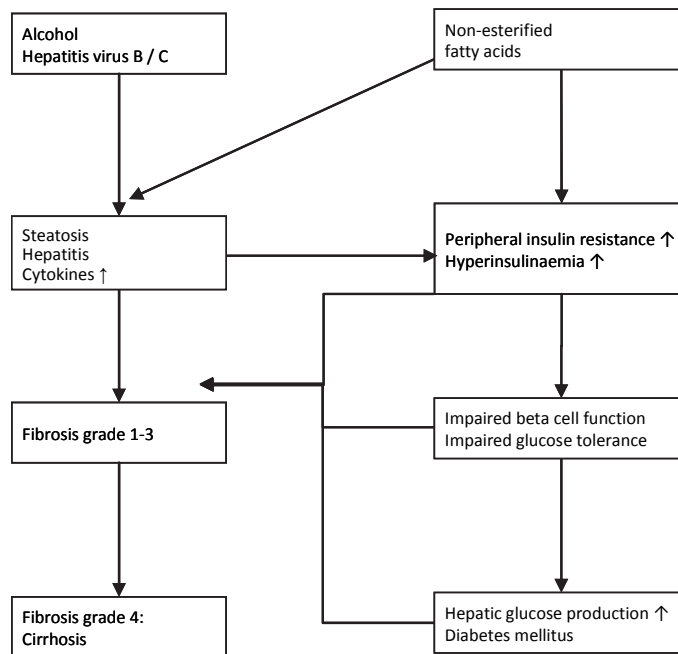 Alcohol
Hepatitis virus B / C
Non-esterified
fatty acids
Steatosis
Hepatitis
Cytokines ↑
Peripheral insulin resistance ↑
Hyperinsulinaemia ↑
Fibrosis grade 1-3
Impaired beta cell function
Impaired glucose tolerance
Fibrosis grade 4:
Cirrhosis
Hepatic glucose production ↑
Diabetes mellitus